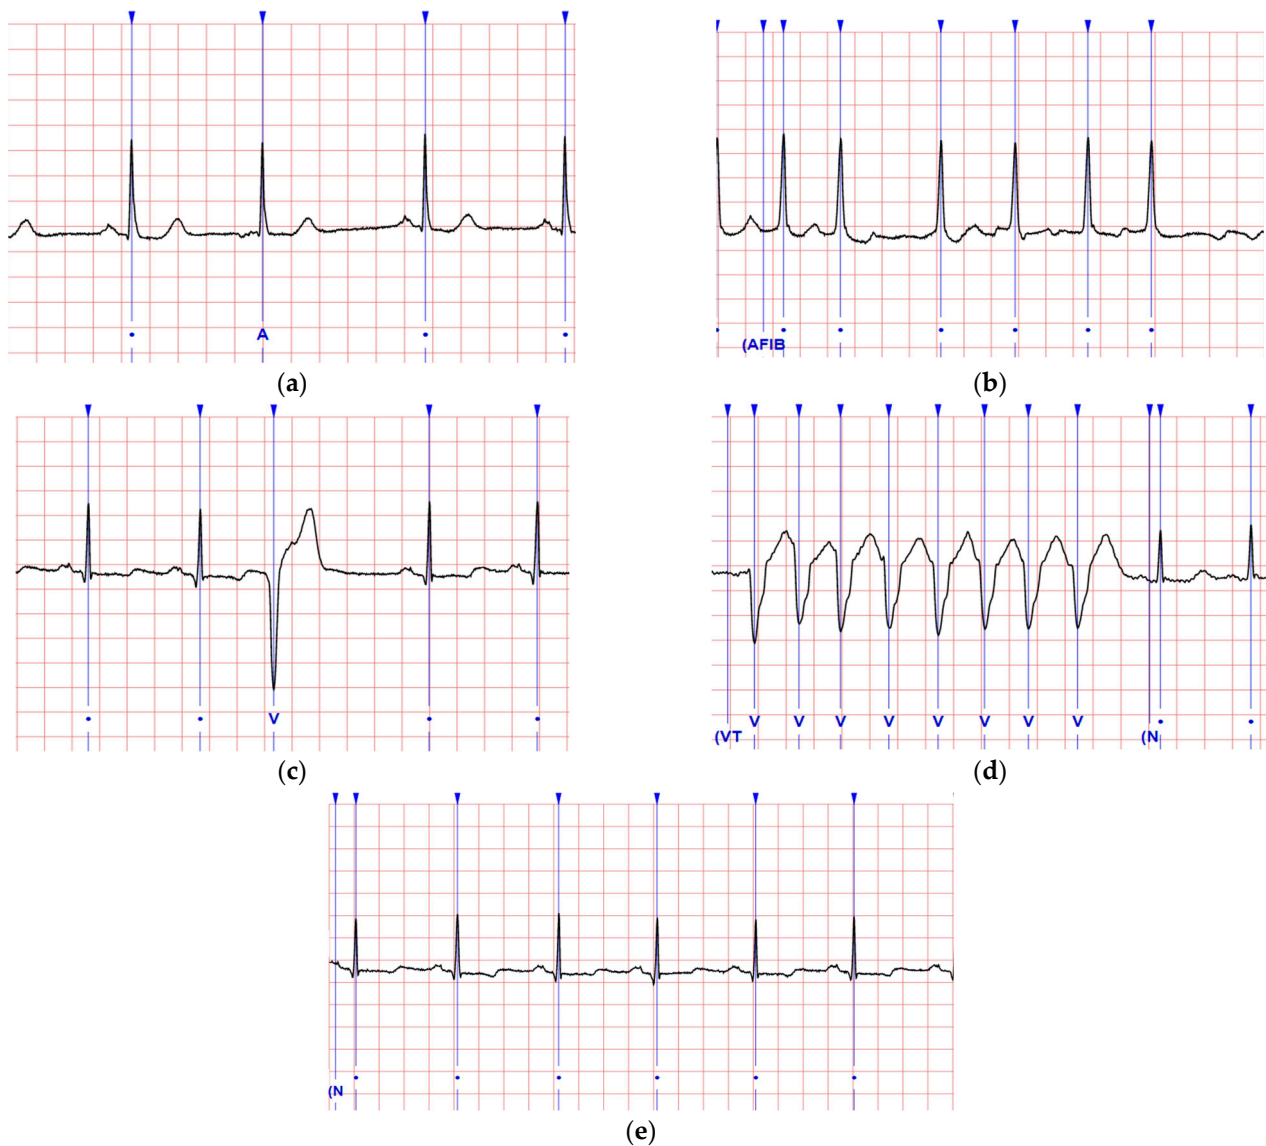 • A • •
(a)
• • • • • • •
(AFIB
(b)
• • V • •
(c)
V V V V V V V V • •
(VT (N
(d)
• • • • • •
(N
(e)